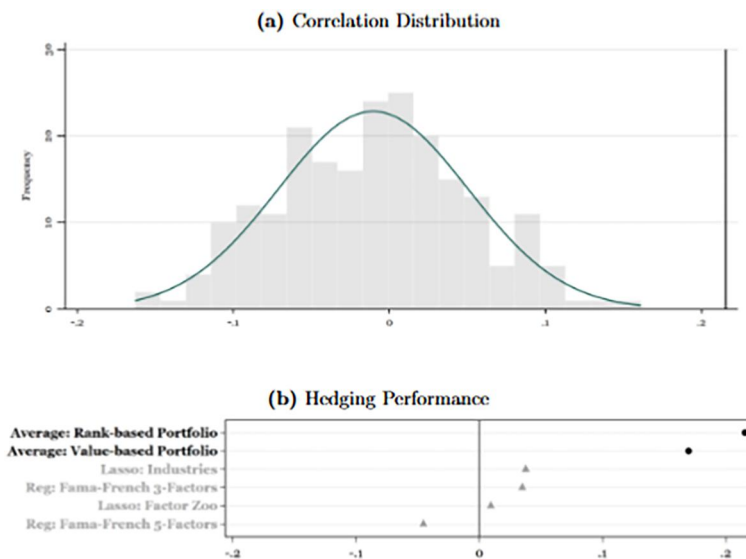 (a) Correlation Distribution
30
20
10
0
Frequency
-.2 -.1 0 .1 .2
(b) Hedging Performance
Average: Rank-based Portfolio
Average: Value-based Portfolio
Lasso: Industries
Reg: Fama-French 3-Factors
Lasso: Factor Zoo
Reg: Fama-French 5-Factors
-.2 -.1 0 .1 .2